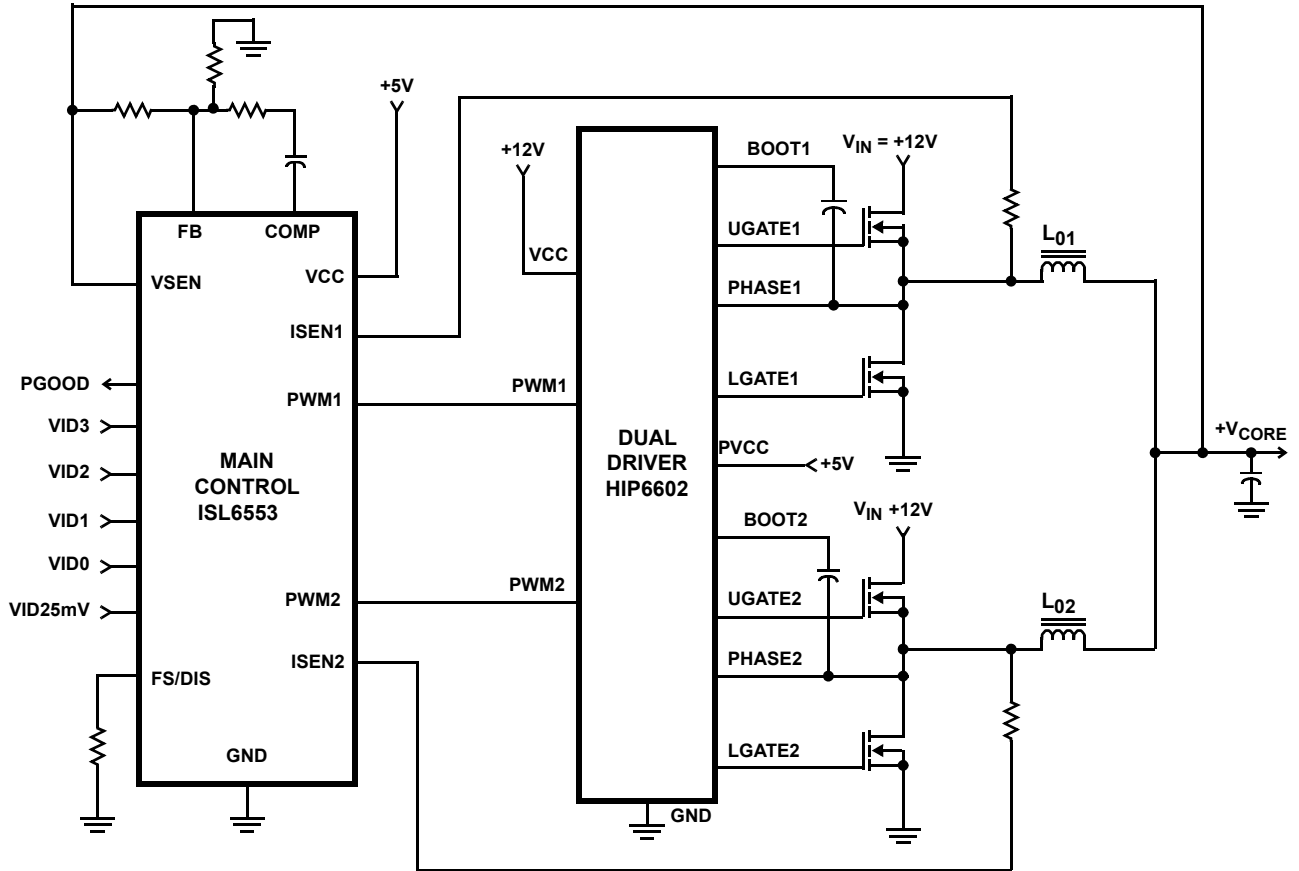 +5V
+12V
BOOT1
VIN = +12V
FB
COMP
UGATE1
L01
VCC
VSEN
VCC
PHASE1
ISEN1
PGOOD
PWM1
PWM1
LGATE1
VID3
DUAL
DRIVER
HIP6602
+VCORE
PVCC
+5V
MAIN
CONTROL
ISL6553
VID2
VIN +12V
VID1
BOOT2
VID0
PWM2
PWM2
UGATE2
L02
VID25mV
ISEN2
PHASE2
FS/DIS
LGATE2
GND
GND